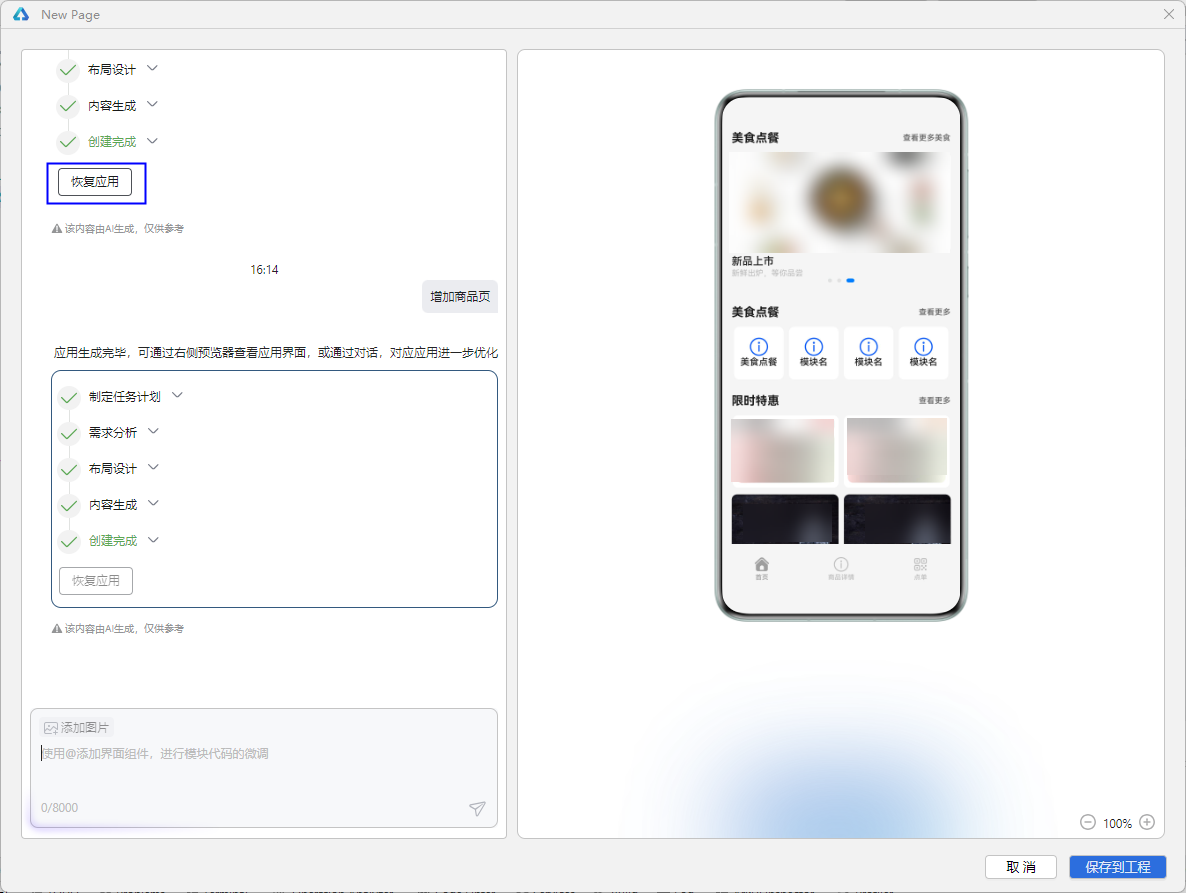 New Page
布局设计
内容生成
创建完成
恢复应用
该内容由AI生成，仅供参考
16:14
增加商品页
应用生成完毕，可通过右侧预览器查看应用界面，或通过对话，对应应用进一步优化
制定任务计划
需求分析
布局设计
内容生成
创建完成
恢复应用
该内容由AI生成，仅供参考
添加图片
使用@添加界面组件，进行模块代码的微调
0/8000
美食点餐
查看更多美食
新品上市
新鲜出炉，等你品尝
美食点餐
查看更多
美食点餐
模块名
模块名
模块名
限时特惠
查看更多
首页
商品详情
点单
100%
取消
保存到工程